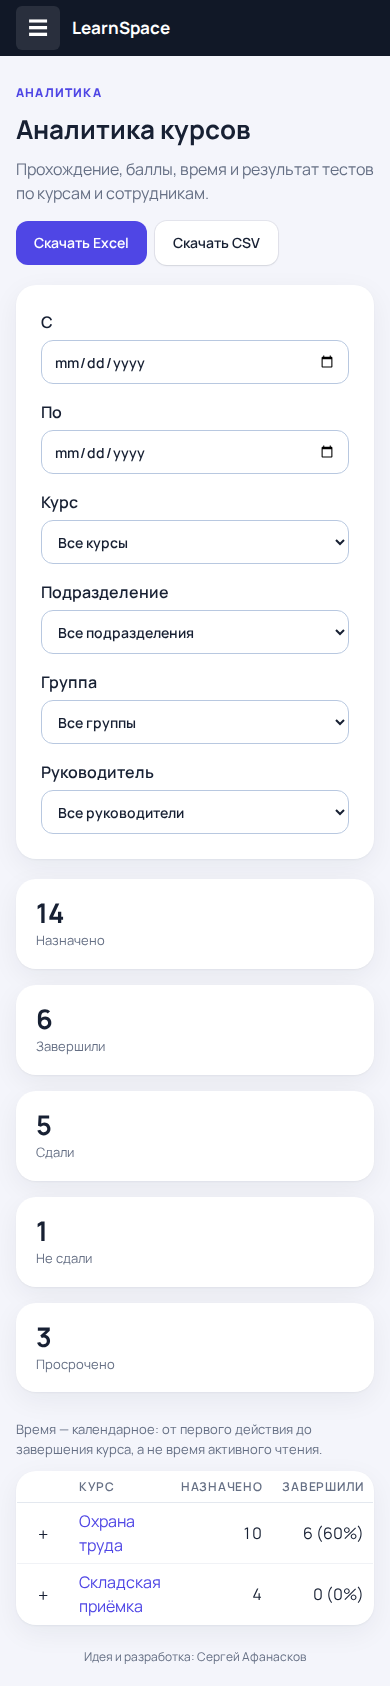 ☰ LearnSpace
АНАЛИТИКА
Аналитика курсов
Прохождение, баллы, время и результат тестов
по курсам и сотрудникам.
Скачать Excel Скачать CSV
С
mm/dd/yyyy
По
mm/dd/yyyy
Курс
Все курсы
Подразделение
Все подразделения
Группа
Все группы
Руководитель
Все руководители
14
Назначено
6
Завершили
5
Сдали
1
Не сдали
3
Просрочено
Время — календарное: от первого действия до
завершения курса, а не время активного чтения.
КУРС НАЗНАЧЕНО ЗАВЕРШИЛИ
+ Охрана труда 10 6 (60%)
+ Складская приёмка 4 0 (0%)
Идея и разработка: Сергей Афанасков